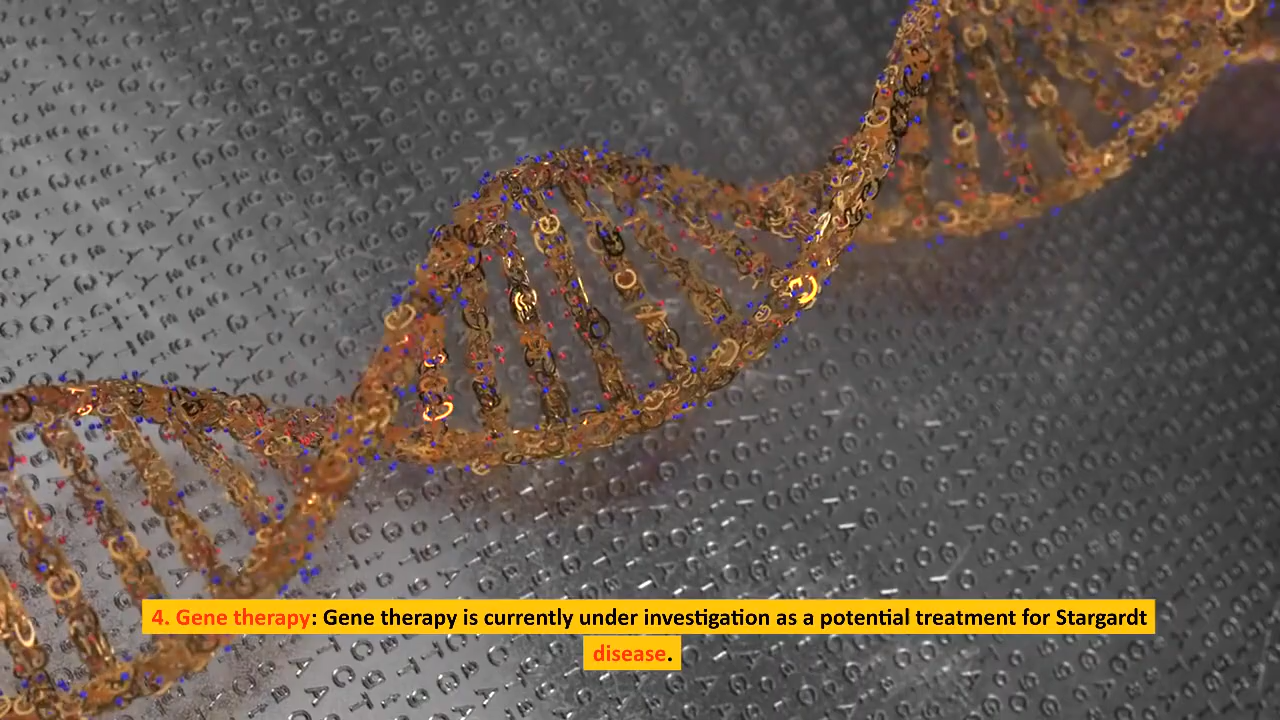 4. Gene therapy: Gene therapy is currently under investigation as a potential treatment for Stargardt
disease.